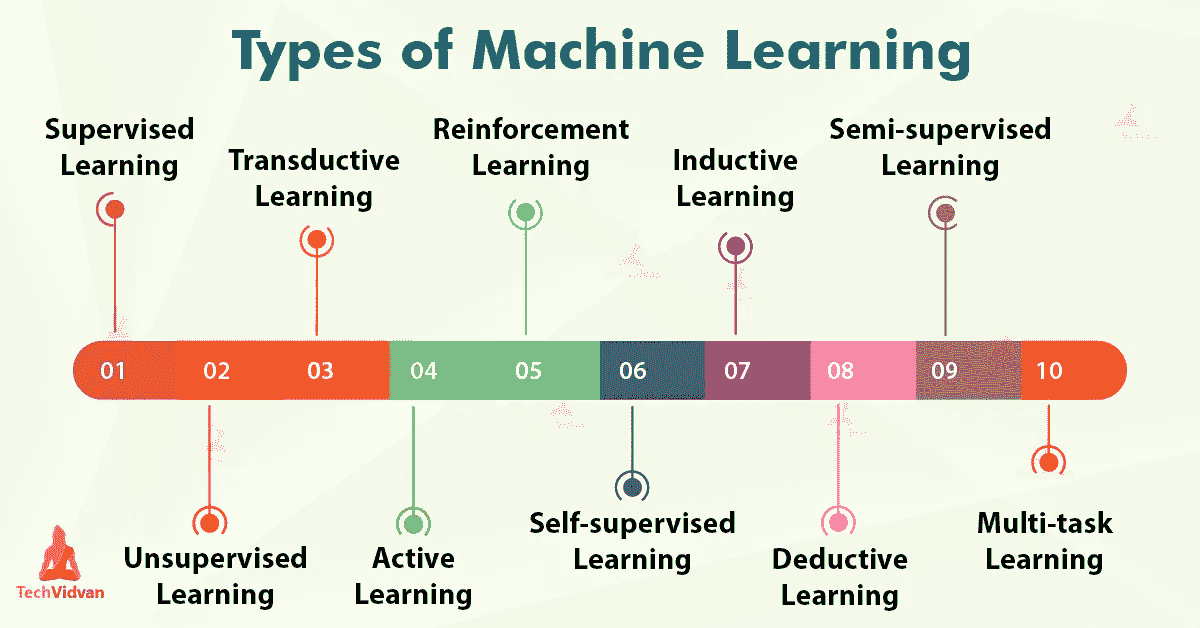 Types of Machine Learning
Supervised
Learning
Transductive
Learning
Reinforcement
Learning
Inductive
Learning
Semi-supervised
Learning
01 02 03 04 05 06 07 08 09 10
Unsupervised
Learning
Active
Learning
Self-supervised
Learning
Deductive
Learning
Multi-task
Learning
TechVidvan